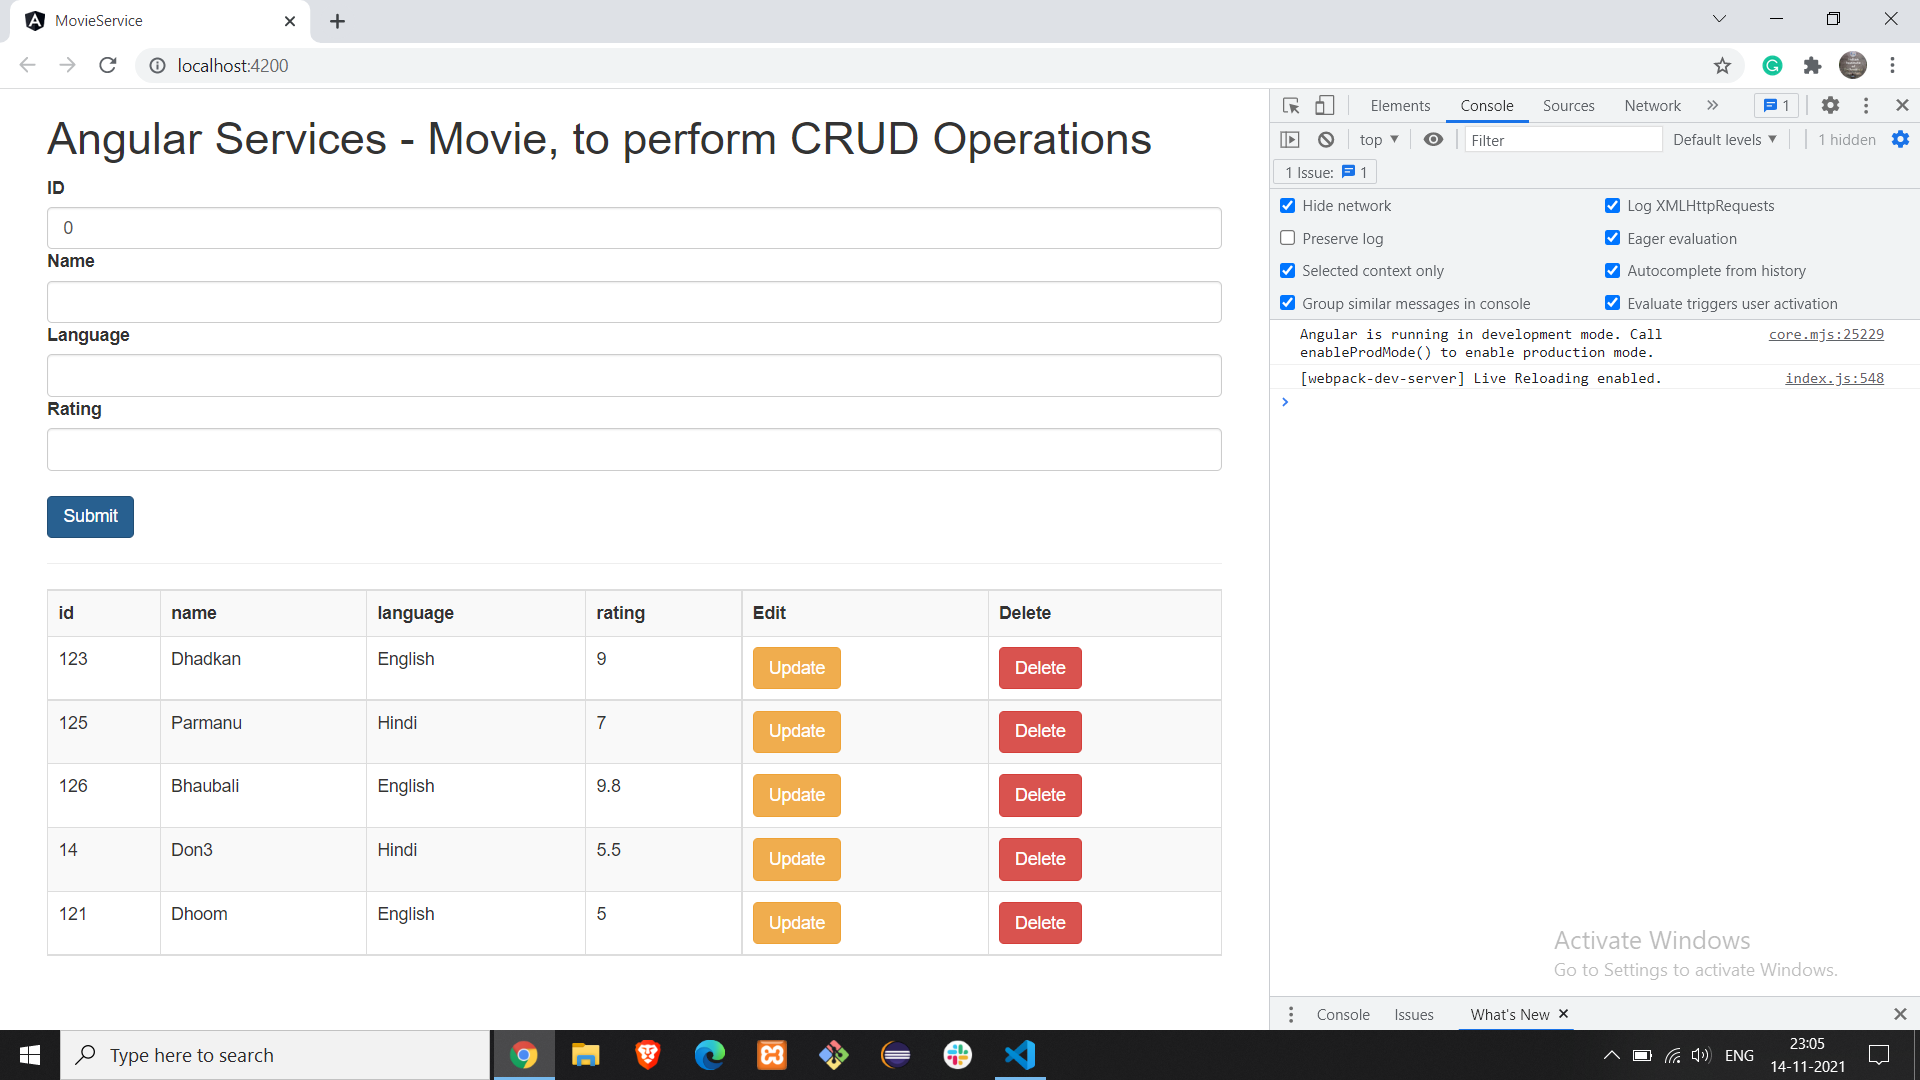 MovieService
localhost:4200
Angular Services - Movie, to perform CRUD Operations
ID
0
Name
Language
Rating
Submit
id name language rating Edit Delete
123 Dhadkan English 9 Update Delete
125 Parmanu Hindi 7 Update Delete
126 Bhaubali English 9.8 Update Delete
14 Don3 Hindi 5.5 Update Delete
121 Dhoom English 5 Update Delete
Elements Console Sources Network 1
top Filter Default levels 1 hidden
1 Issue: 1
Hide network Log XMLHttpRequests
Preserve log Eager evaluation
Selected context only Autocomplete from history
Group similar messages in console Evaluate triggers user activation
Angular is running in development mode. Call core.mjs:25229
enableProdMode() to enable production mode.
[webpack-dev-server] Live Reloading enabled. index.js:548
Activate Windows
Go to Settings to activate Windows.
Console Issues What's New
Type here to search
ENG
23:05
14-11-2021